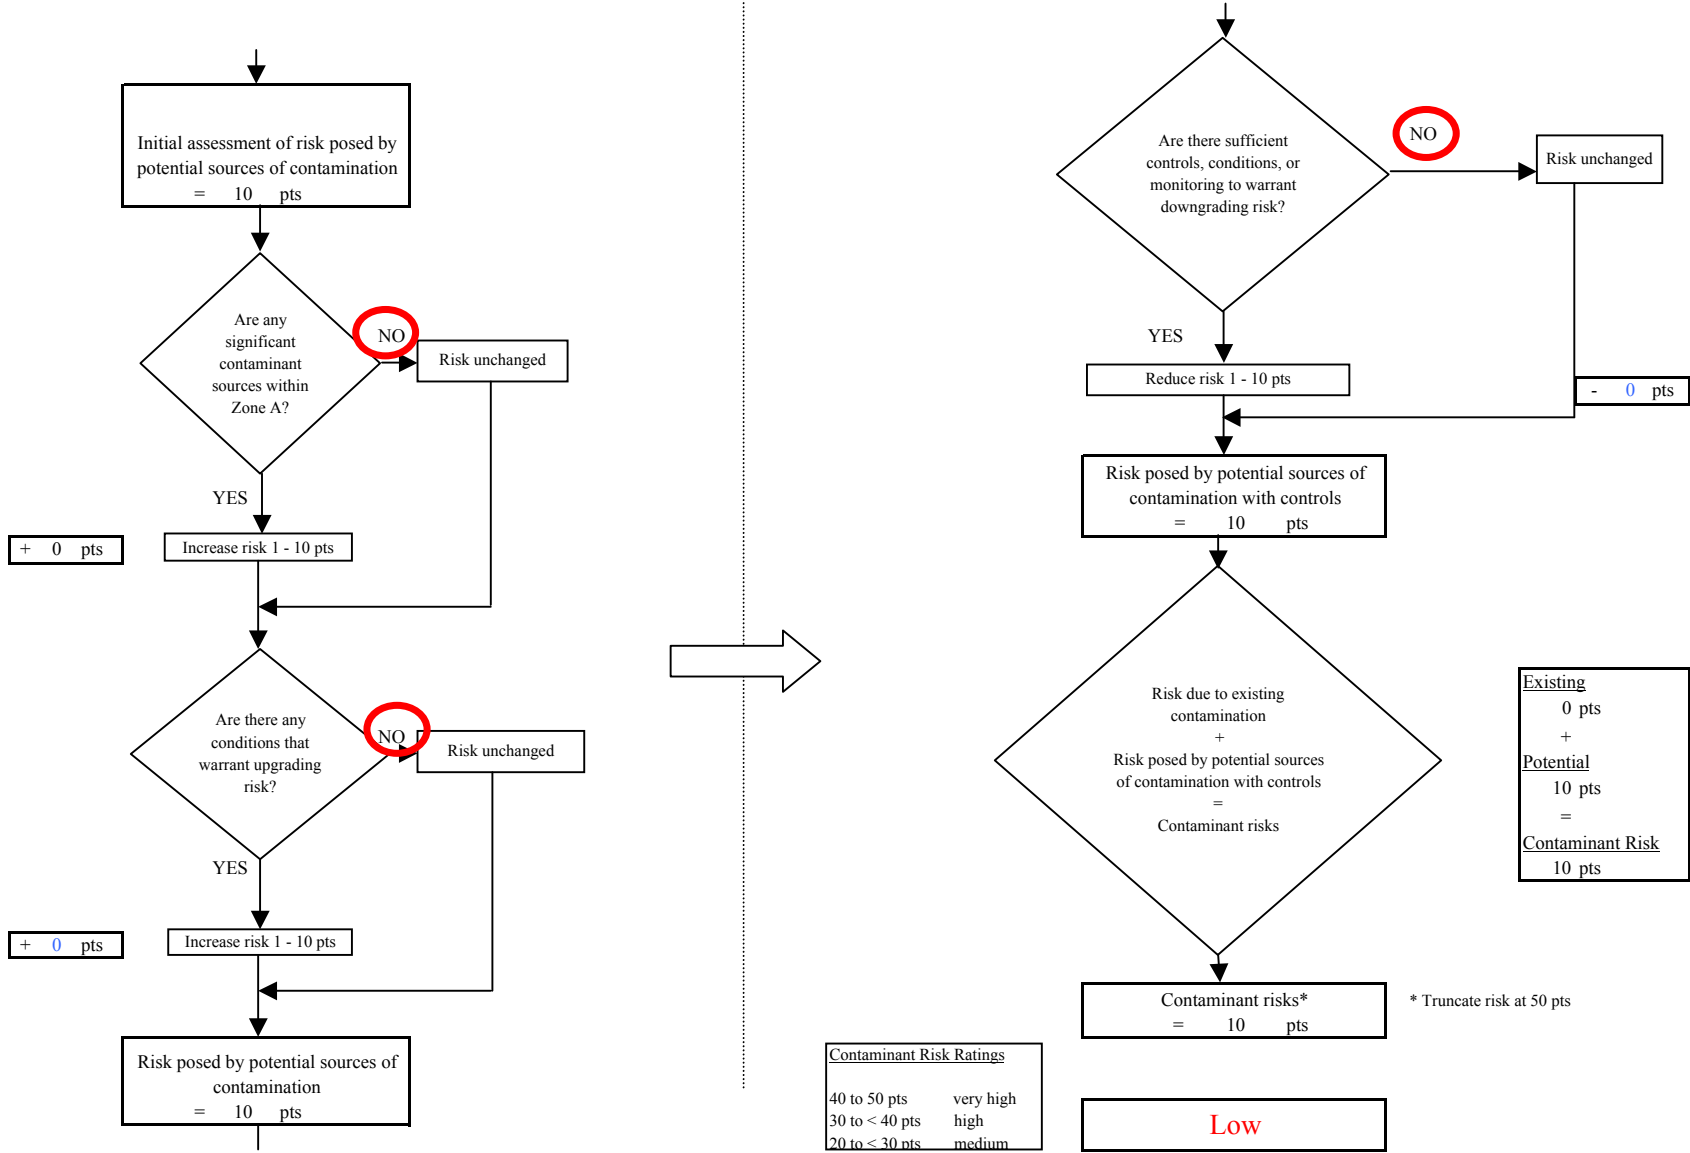 Initial assessment of risk posed by
potential sources of contamination
= 10 pts
Are any
significant
contaminant
sources within
Zone A?
NO
Risk unchanged
YES
+ 0 pts
Increase risk 1 - 10 pts
Are there any
conditions that
warrant upgrading
risk?
NO
Risk unchanged
YES
+ 0 pts
Increase risk 1 - 10 pts
Risk posed by potential sources of
contamination
= 10 pts
Are there sufficient
controls, conditions, or
monitoring to warrant
downgrading risk?
NO
Risk unchanged
YES
Reduce risk 1 - 10 pts
- 0 pts
Risk posed by potential sources of
contamination with controls
= 10 pts
Risk due to existing
contamination
+
Risk posed by potential sources
of contamination with controls
=
Contaminant risks
Existing
0 pts
+
Potential
10 pts
=
Contaminant Risk
10 pts
Contaminant risks*
= 10 pts
* Truncate risk at 50 pts
Contaminant Risk Ratings
40 to 50 pts very high
30 to < 40 pts high
20 to < 30 pts medium
Low